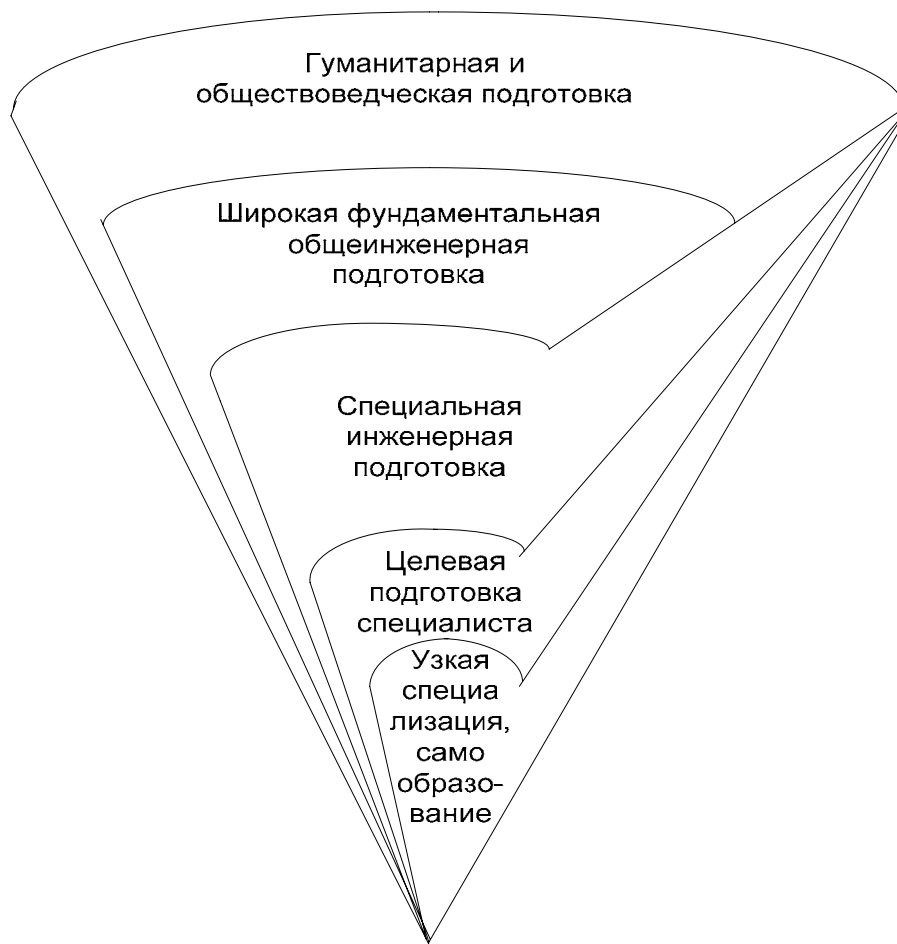 Гуманитарная и
обществоведческая подготовка
Широкая фундаментальная
общеинженерная
подготовка
Специальная
инженерная
подготовка
Целевая
подготовка
специалиста
Узкая
специа
лизация,
само
образо-
вание